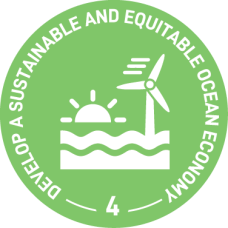 DEVELOP A SUSTAINABLE AND EQUITABLE OCEAN ECONOMY
4